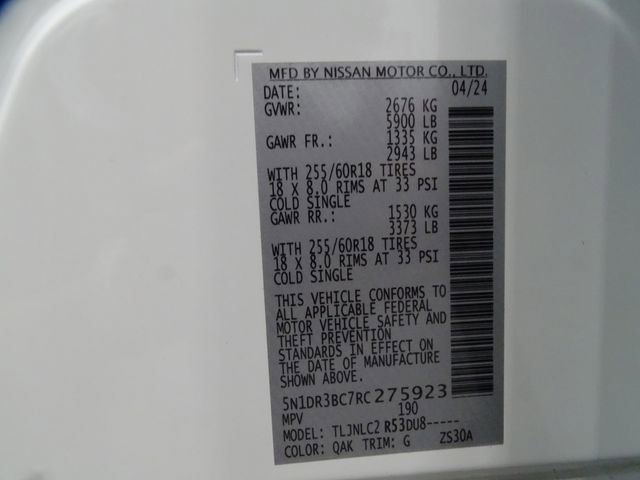 MFD BY NISSAN MOTOR CO., LTD.
DATE: 04/24
GVWR: 2676 KG
5900 LB
GAWR FR.: 1335 KG
2943 LB
WITH 255/60R18 TIRES
18 X 8.0 RIMS AT 33 PSI
COLD SINGLE
GAWR RR.: 1530 KG
3373 LB
WITH 255/60R18 TIRES
18 X 8.0 RIMS AT 33 PSI
COLD SINGLE
THIS VEHICLE CONFORMS TO
ALL APPLICABLE FEDERAL
MOTOR VEHICLE SAFETY AND
THEFT PREVENTION
STANDARDS IN EFFECT ON
THE DATE OF MANUFACTURE
SHOWN ABOVE.
5N1DR3BC7RC275923
MPV 190
MODEL: TLJNLC2 R53DU8-----
COLOR: QAK TRIM: G ZS30A